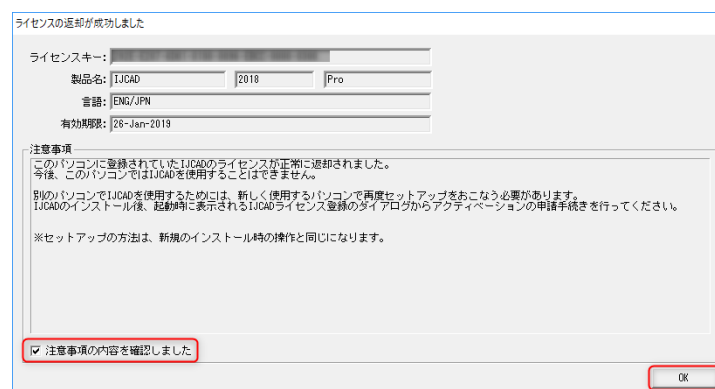 ライセンスの返却が成功しました
ライセンスキー:
製品名: IJCAD 2018 Pro
言語: ENG/JPN
有効期限: 26-Jan-2019
注意事項
このパソコンに登録されていたIJCADのライセンスが正常に返却されました。
今後、このパソコンではIJCADを使用することはできません。
別のパソコンでIJCADを使用するためには、新しく使用するパソコンで再度セットアップをおこなう必要があります。
IJCADのインストール後、起動時に表示されるIJCADライセンス登録のダイアログからアクティベーションの申請手続きを行ってください。
※セットアップの方法は、新規のインストール時の操作と同じになります。
注意事項の内容を確認しました
OK